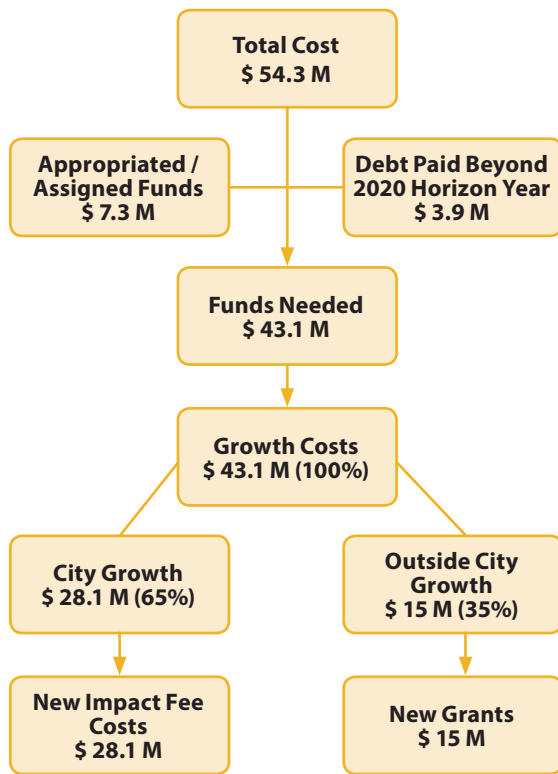 Total Cost
$ 54.3 M
Appropriated /
Assigned Funds
$ 7.3 M
Debt Paid Beyond
2020 Horizon Year
$ 3.9 M
Funds Needed
$ 43.1 M
Growth Costs
$ 43.1 M (100%)
City Growth
$ 28.1 M (65%)
Outside City
Growth
$ 15 M (35%)
New Impact Fee
Costs
$ 28.1 M
New Grants
$ 15 M